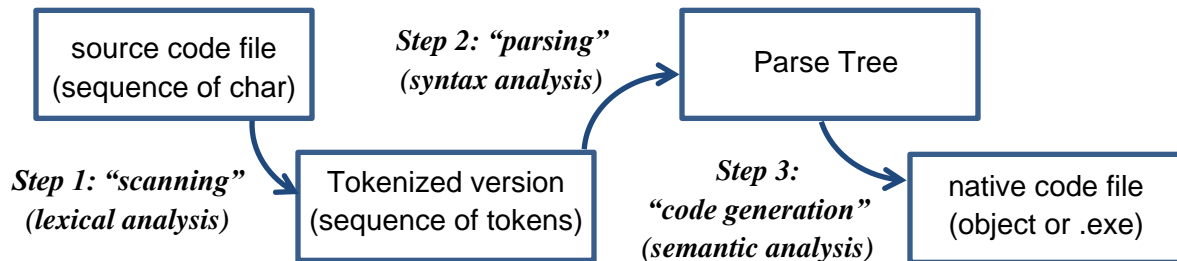 source code file
(sequence of char)
Step 1: “scanning”
(lexical analysis)
Tokenized version
(sequence of tokens)
Step 2: “parsing”
(syntax analysis)
Parse Tree
Step 3:
“code generation”
(semantic analysis)
native code file
(object or .exe)